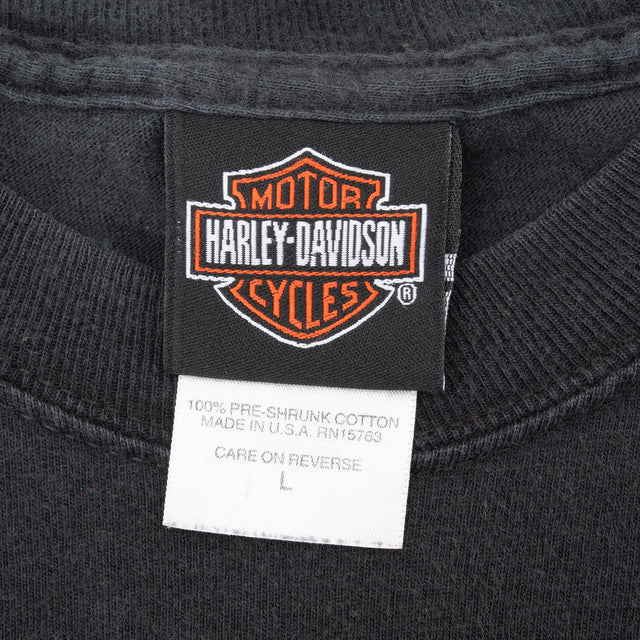 MOTOR
HARLEY-DAVIDSON
CYCLES
®
100% PRE-SHRUNK COTTON
MADE IN U.S.A. RN15763
CARE ON REVERSE
L